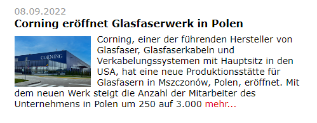 08.09.2022
Corning eröffnet Glasfaserwerk in Polen
Corning, einer der führenden Hersteller von
Glasfaser, Glasfaserkabeln und
Verkabelungssystemen mit Hauptsitz in den
USA, hat eine neue Produktionsstätte für
Glasfasern in Mszczonów, Polen, eröffnet. Mit
dem neuen Werk steigt die Anzahl der Mitarbeiter des
Unternehmens in Polen um 250 auf 3.000 mehr...